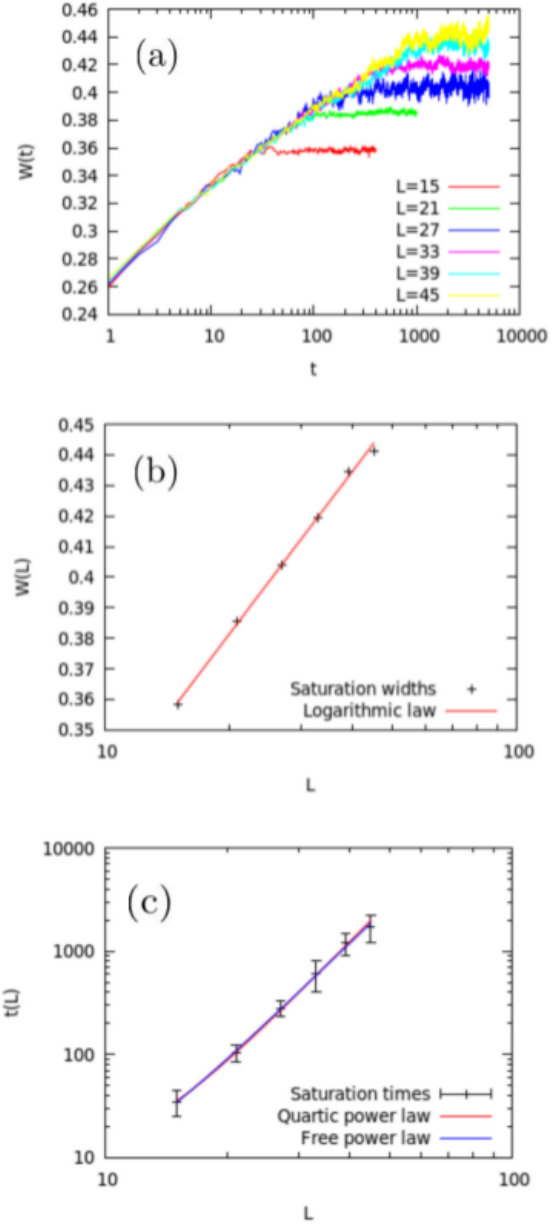 0.46
0.44
0.42
0.4
0.38
0.36
0.34
0.32
0.3
0.28
0.26
0.24
(a)
W(t)
L=15
L=21
L=27
L=33
L=39
L=45
1
10
100
1000
10000
t
0.45
0.44
0.43
0.42
0.41
0.4
0.39
0.38
0.37
0.36
0.35
(b)
W(L)
Saturation widths
Logarithmic law
10
100
L
10000
1000
100
10
(c)
t(L)
Saturation times
Quartic power law
Free power law
10
100
L